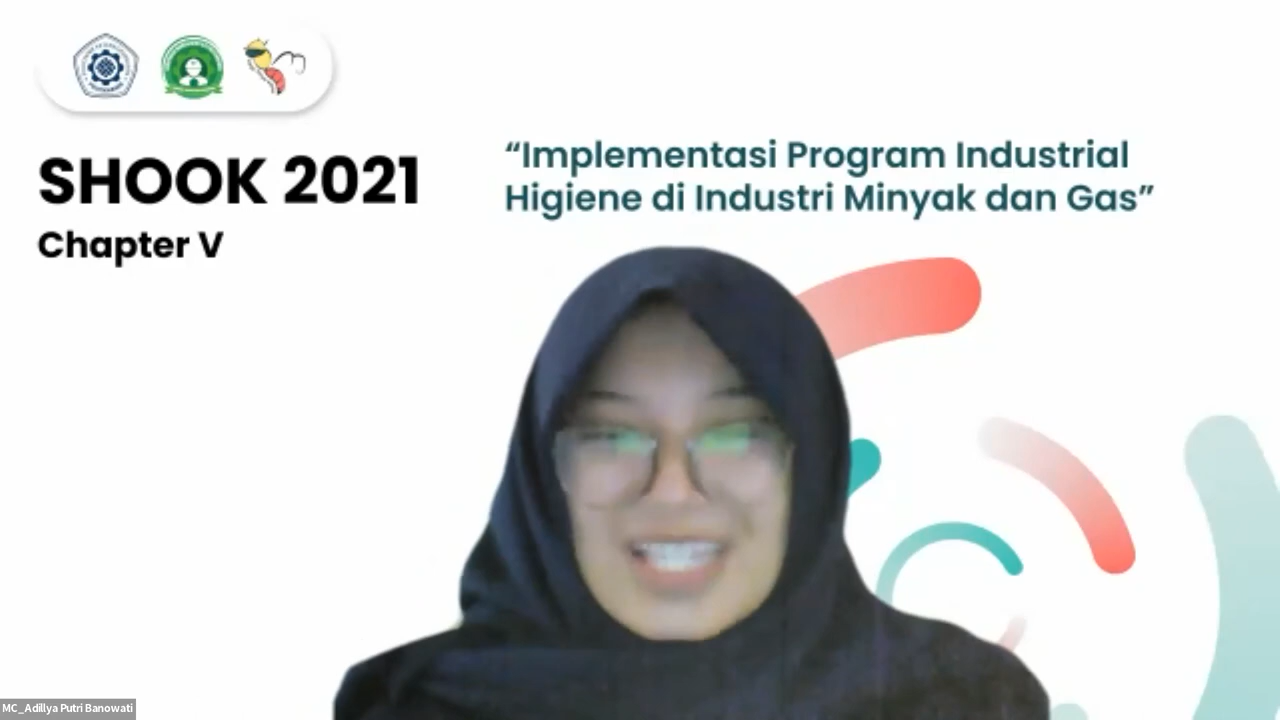 SHOOK 2021
Chapter V
“Implementasi Program Industrial
Higiene di Industri Minyak dan Gas”
MC_Adillya Putri Banowati